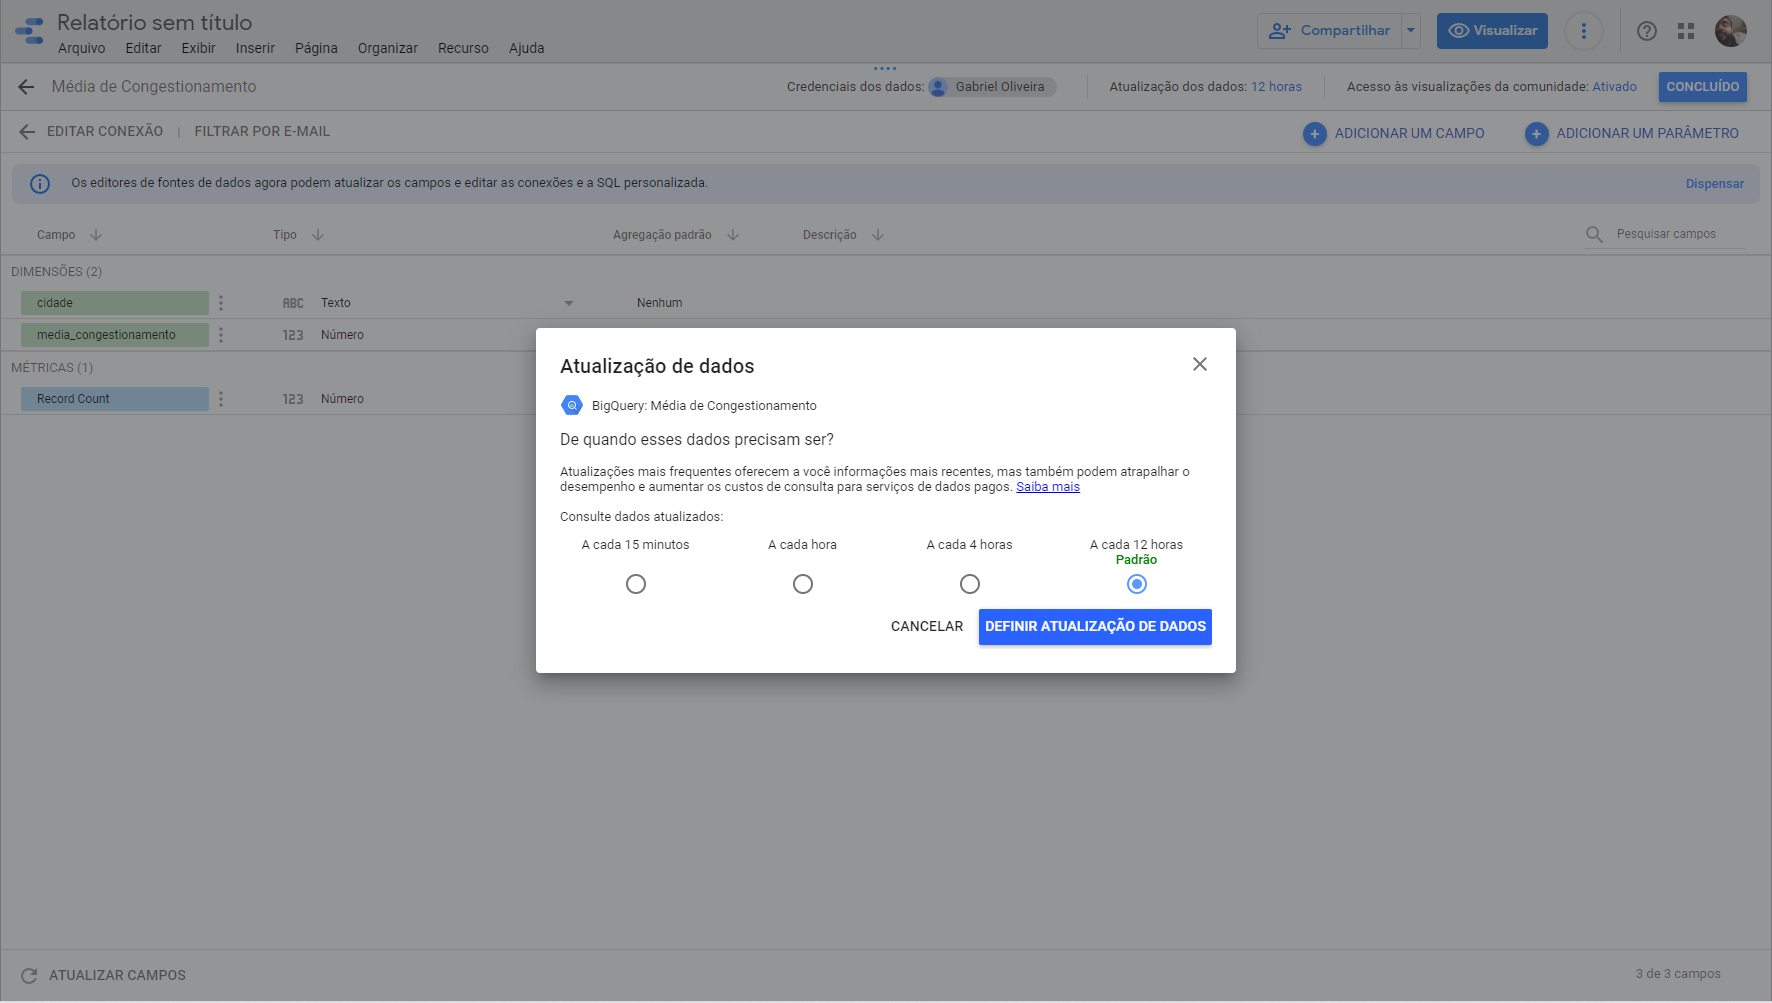 Relatório sem título
Arquivo Editar Exibir Inserir Página Organizar Recurso Ajuda
Compartilhar
Visualizar
Média de Congestionamento
Credenciais dos dados: Gabriel Oliveira
Atualização dos dados: 12 horas
Acesso às visualizações da comunidade: Ativado
CONCLUÍDO
EDITAR CONEXÃO | FILTRAR POR E-MAIL
ADICIONAR UM CAMPO
ADICIONAR UM PARÂMETRO
Os editores de fontes de dados agora podem atualizar os campos e editar as conexões e a SQL personalizada.
Dispensar
Campo Tipo Agregação padrão Descrição
Pesquisar campos
DIMENSÕES (2)
cidade ABC Texto Nenhum
media_congestionamento 123 Número
MÉTRICAS (1)
Record Count 123 Número
Atualização de dados
BigQuery: Média de Congestionamento
De quando esses dados precisam ser?
Atualizações mais frequentes oferecem a você informações mais recentes, mas também podem atrapalhar o
desempenho e aumentar os custos de consulta para serviços de dados pagos. Saiba mais
Consulte dados atualizados:
A cada 15 minutos
A cada hora
A cada 4 horas
A cada 12 horas
Padrão
CANCELAR
DEFINIR ATUALIZAÇÃO DE DADOS
ATUALIZAR CAMPOS
3 de 3 campos